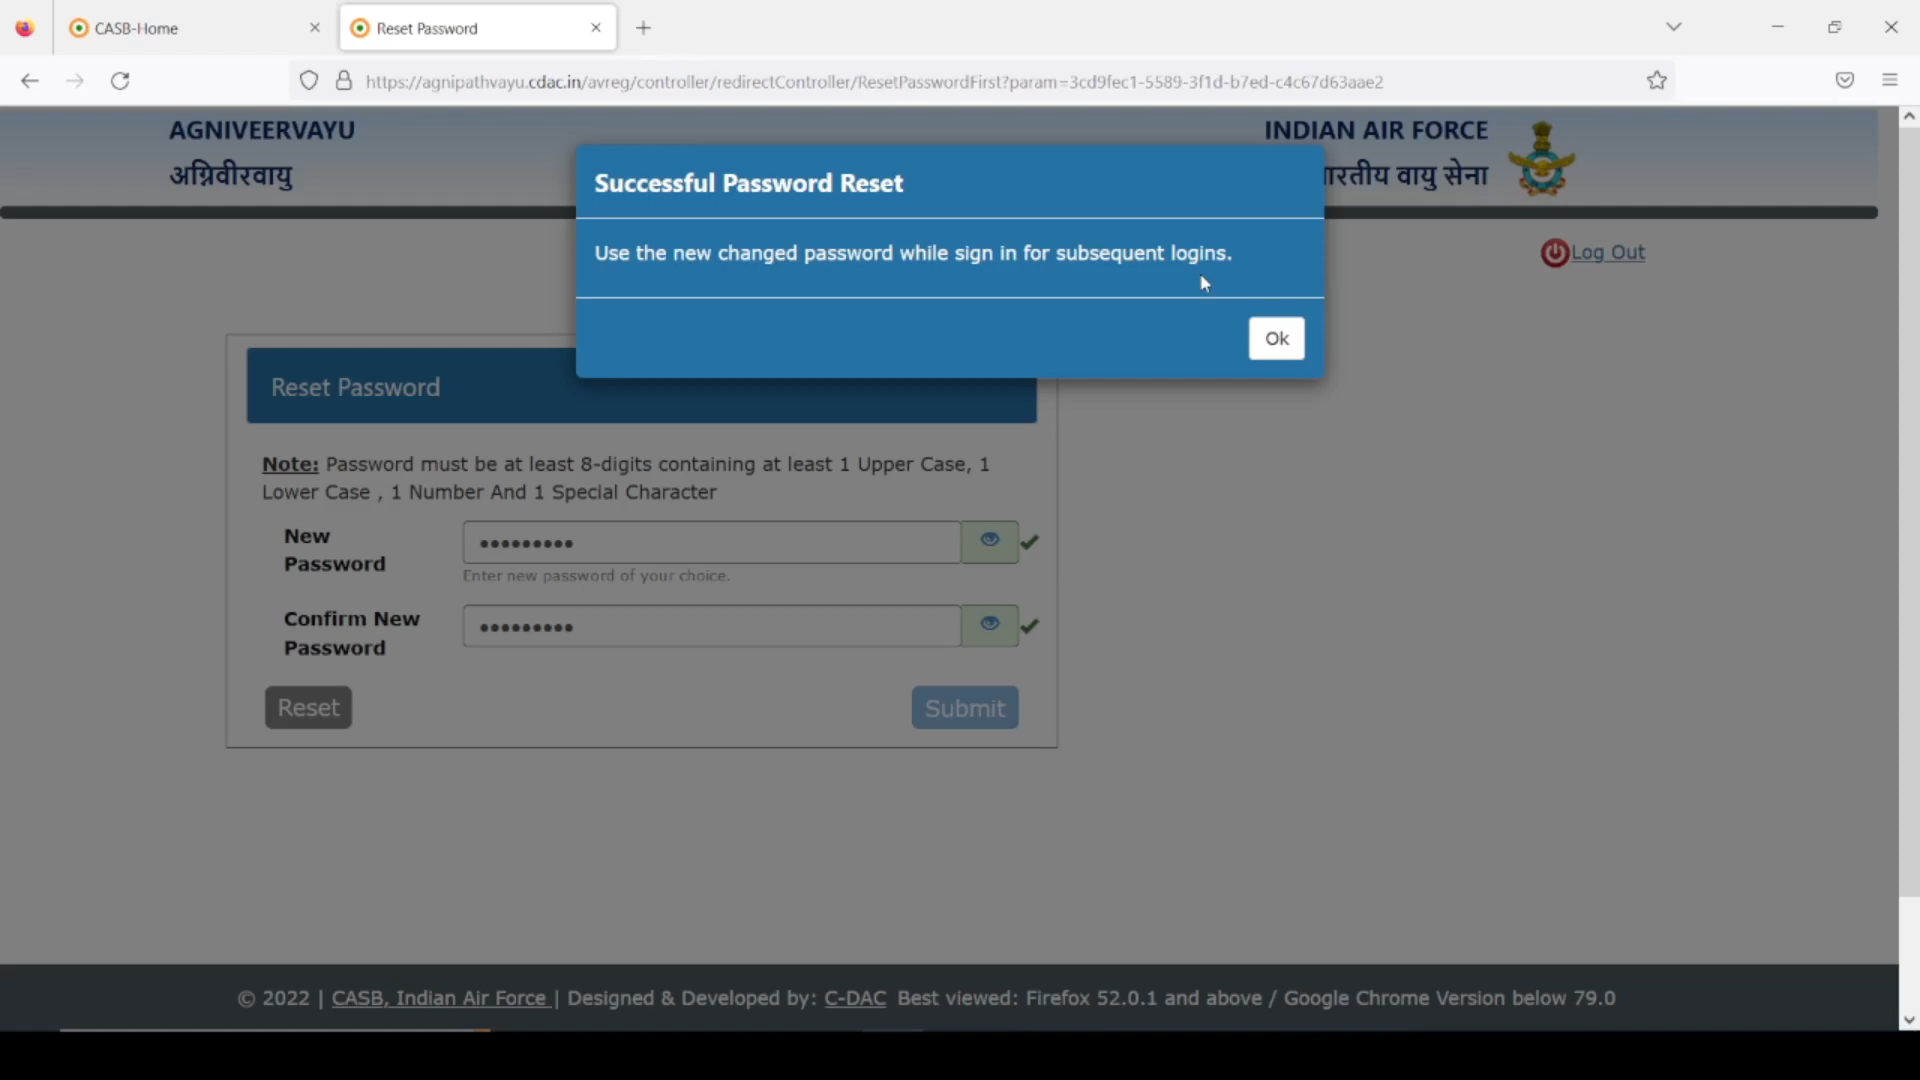 CASB-Home
Reset Password
https://agnipathvayu.cdac.in/avreg/controller/redirectController/ResetPasswordFirst?param=3cd9fec1-5589-3f1d-b7ed-c4c67d63aae2
AGNIVEERVAYU
अग्निवीरवायु
INDIAN AIR FORCE
ारतीय वायु सेना
Successful Password Reset
Use the new changed password while sign in for subsequent logins.
Ok
Log Out
Reset Password
Note: Password must be at least 8-digits containing at least 1 Upper Case, 1
Lower Case , 1 Number And 1 Special Character
New
Password
Enter new password of your choice.
Confirm New
Password
Reset
Submit
© 2022 | CASB, Indian Air Force | Designed & Developed by: C-DAC Best viewed: Firefox 52.0.1 and above / Google Chrome Version below 79.0